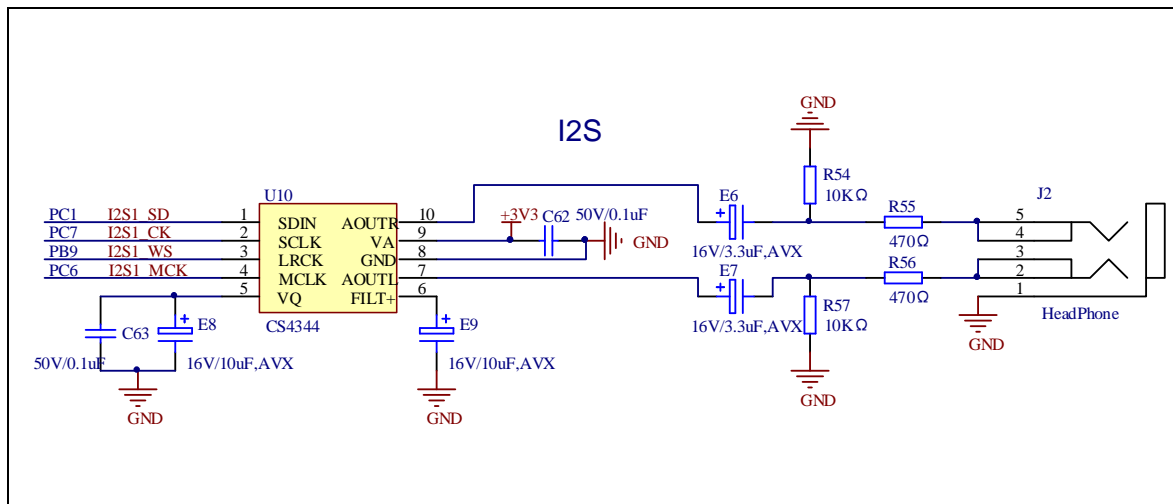 GND
I2S
R54
10KΩ
U10
E6
50V/0.1uF
J2
PC1 I2S1_SD 1 SDIN AOUTR 10
+3V3 C62
R55
5
PC7 I2S1_CK 2 SCLK VA 9
GND
470Ω
4
PB9 I2S1_WS 3 LRCK GND 8
16V/3.3uF,AVX
R56
3
PC6 I2S1_MCK 4 MCLK AOUTL 7
E7
470Ω
2
5 VQ FILT+ 6
1
C63 E8
CS4344
E9
16V/3.3uF,AVX
R57
10KΩ
HeadPhone
50V/0.1uF
16V/10uF,AVX
16V/10uF,AVX
GND
GND
GND
GND